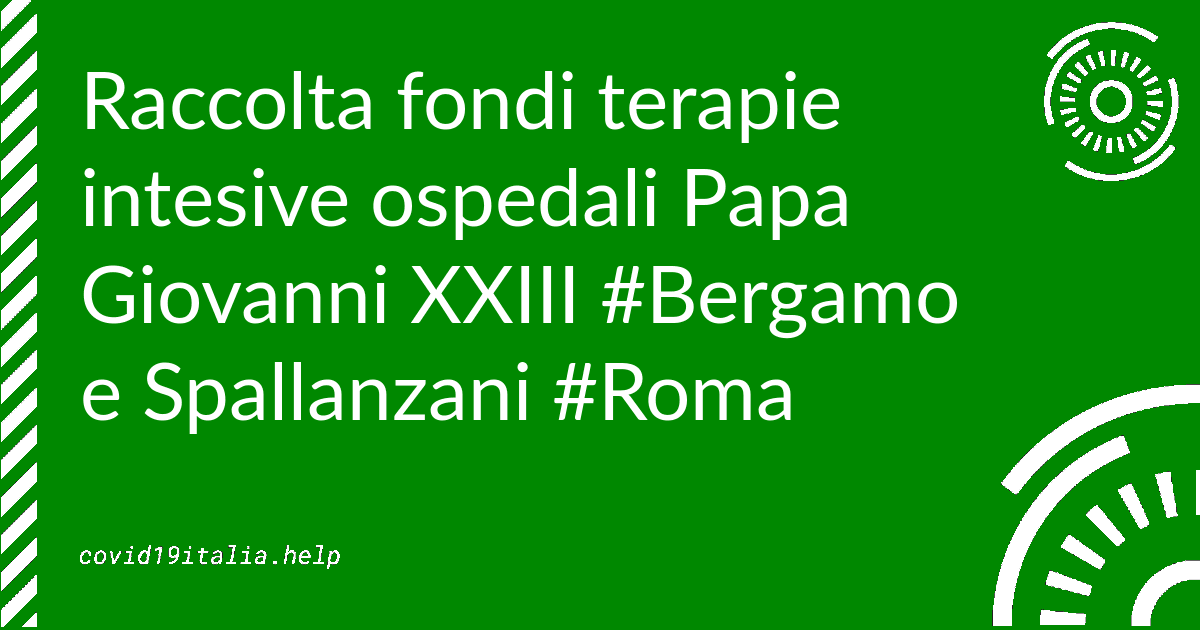 Raccolta fondi terapie
intesive ospedali Papa
Giovanni XXIII #Bergamo
e Spallanzani #Roma
covid19italia.help